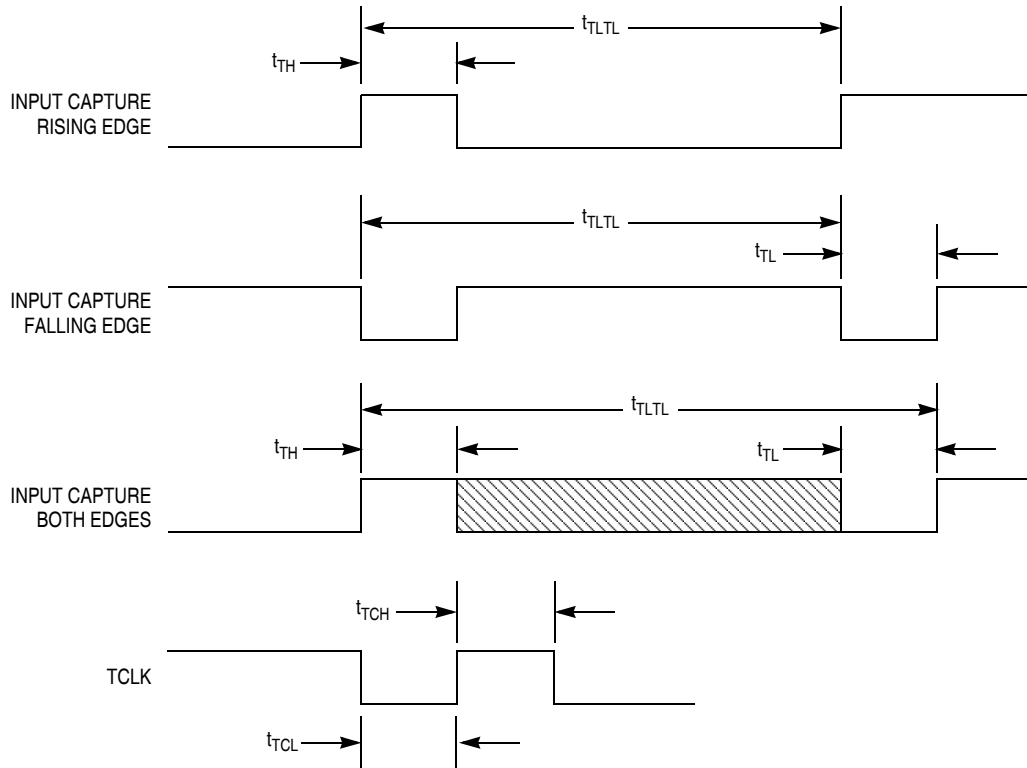 tTLTL
tTH
INPUT CAPTURE
RISING EDGE
tTLTL
tTL
INPUT CAPTURE
FALLING EDGE
tTLTL
tTH
tTL
INPUT CAPTURE
BOTH EDGES
tTCH
TCLK
tTCL